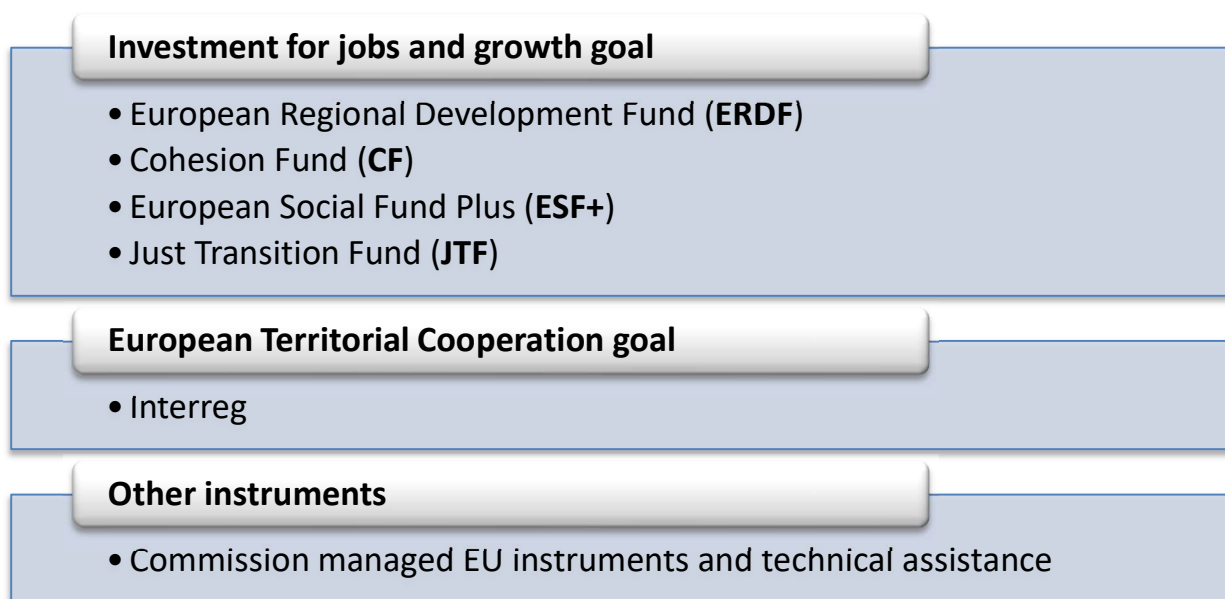 Investment for jobs and growth goal
• European Regional Development Fund (ERDF)
• Cohesion Fund (CF)
• European Social Fund Plus (ESF+)
• Just Transition Fund (JTF)
European Territorial Cooperation goal
• Interreg
Other instruments
• Commission managed EU instruments and technical assistance